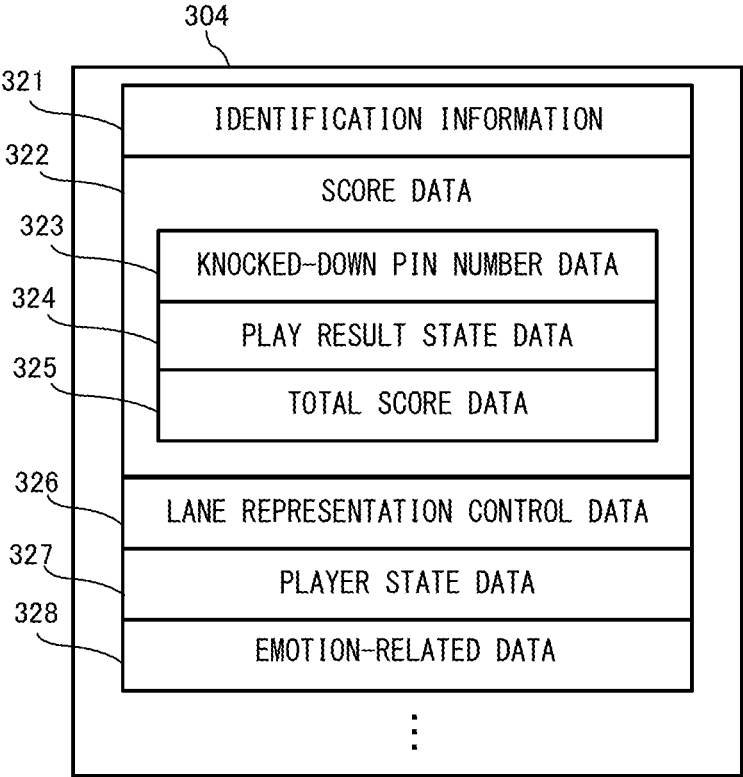 304
321
IDENTIFICATION INFORMATION
322
SCORE DATA
323
KNOCKED-DOWN PIN NUMBER DATA
324
PLAY RESULT STATE DATA
325
TOTAL SCORE DATA
326
LANE REPRESENTATION CONTROL DATA
327
PLAYER STATE DATA
328
EMOTION-RELATED DATA
⋮